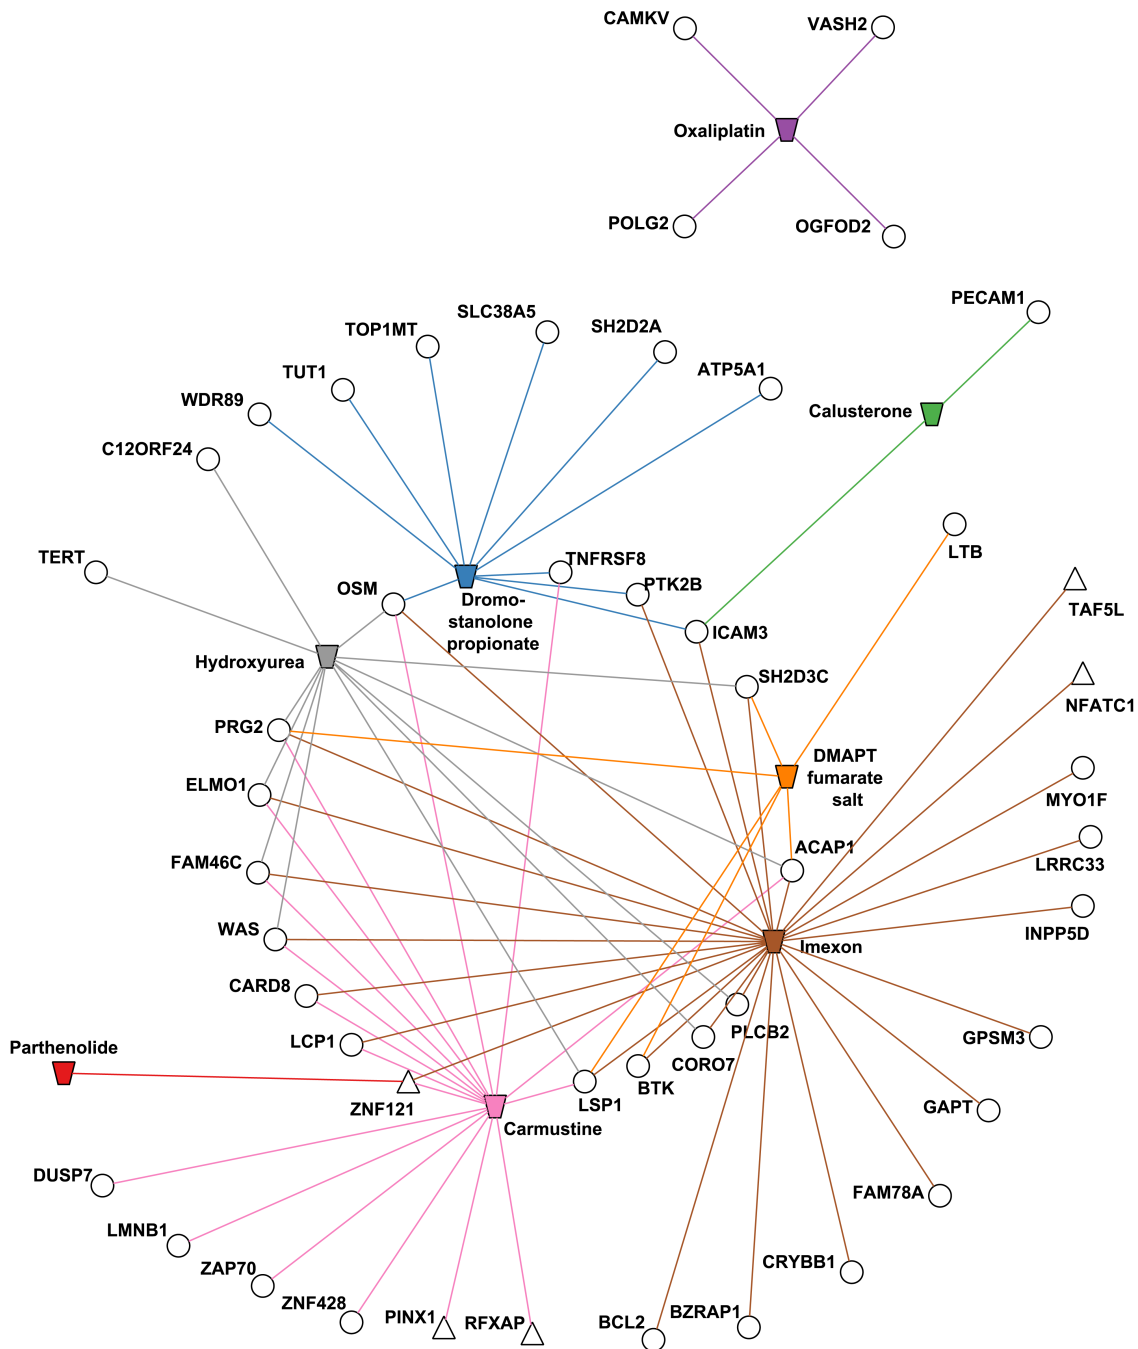 CAMKV
VASH2
Oxaliplatin
POLG2
OGFOD2
PECAM1
SLC38A5
TOP1MT
SH2D2A
ATP5A1
TUT1
WDR89
Calusterone
C12ORF24
TERT
TNFRSF8
LTB
OSM
Dromo-
stanolone
propionate
PTK2B
TAF5L
ICAM3
Hydroxyurea
SH2D3C
NFATC1
PRG2
DMAPT
fumarate
salt
ELMO1
MYO1F
ACAP1
FAM46C
LRRC33
WAS
INPP5D
Imexon
CARD8
PLCB2
LCP1
GPSM3
Parthenolide
CORO7
BTK
ZNF121
LSP1
GAPT
Carmustine
DUSP7
FAM78A
LMNB1
CRYBB1
ZAP70
ZNF428
PINX1
RFXAP
BCL2
BZRAP1